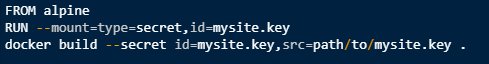 FROM alpine
RUN --mount=type=secret,id=mysite.key
docker build --secret id=mysite.key,src=path/to/mysite.key .